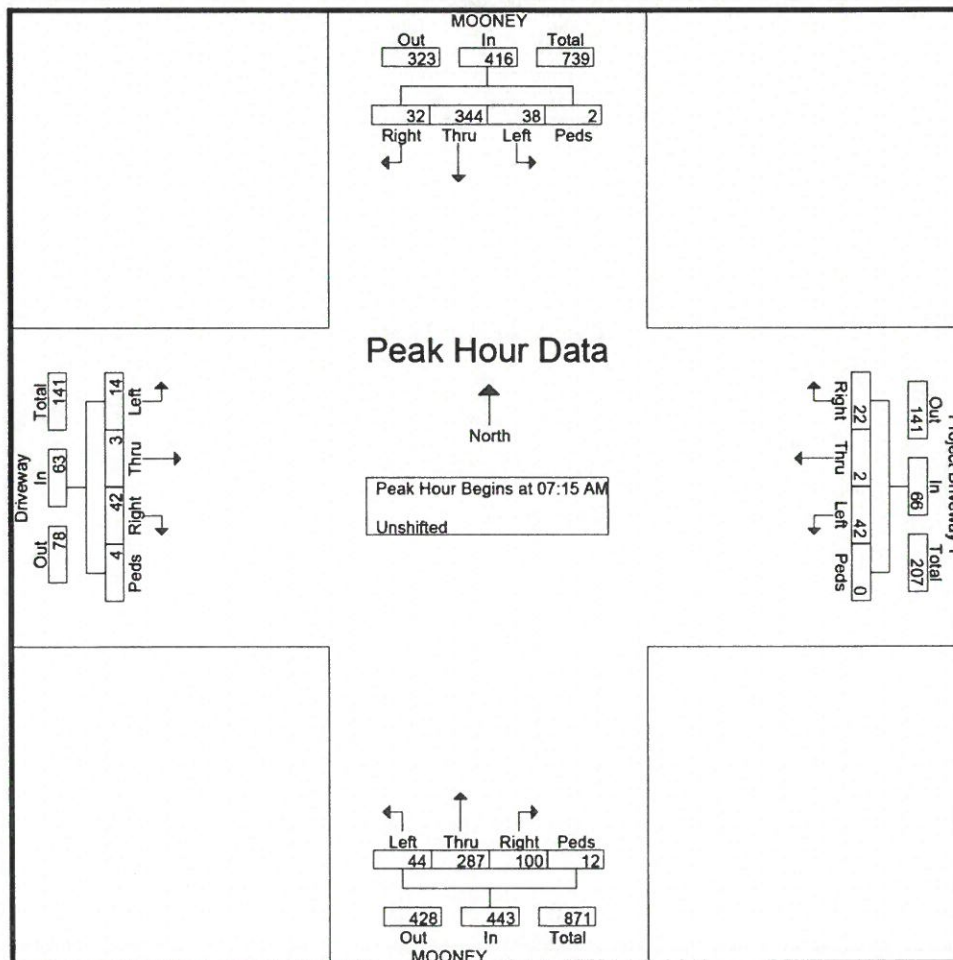 MOONEY
Out In Total
323 416 739
32 344 38 2
Right Thru Left Peds
Peak Hour Data
North
Peak Hour Begins at 07:15 AM
Unshifted
Driveway
Out In Total
78 63 141
14 3 42 4
Left Thru Right Peds
Right Thru Left Peds
22 2 42 0
Out In Total
141 66 207
Project Driveway
Left Thru Right Peds
44 287 100 12
428 443 871
Out In Total
MOONEY